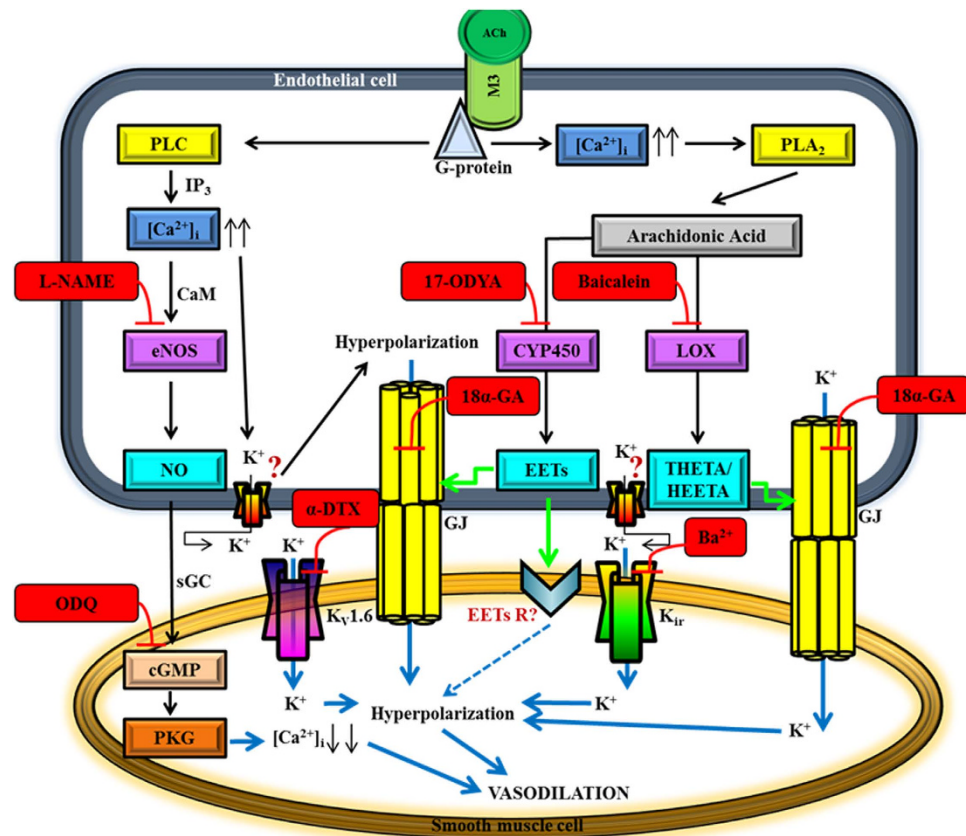 ACh
M3
Endothelial cell
PLC
G-protein
[Ca²⁺]ᵢ ↑↑
PLA₂
IP₃
[Ca²⁺]ᵢ ↑↑
Arachidonic Acid
L-NAME
CaM
17-ODYA
Baicalein
eNOS
Hyperpolarization
CYP450
LOX
18α-GA
K⁺
18α-GA
NO
K⁺
?
EETs
K⁺
?
THETA/
HEETA
α-DTX
GJ
GJ
K⁺
K⁺
K⁺
Ba²⁺
sGC
ODQ
Kᵥ1.6
EETs R?
Kir
cGMP
K⁺
Hyperpolarization
K⁺
K⁺
PKG
[Ca²⁺]ᵢ ↓↓
VASODILATION
Smooth muscle cell